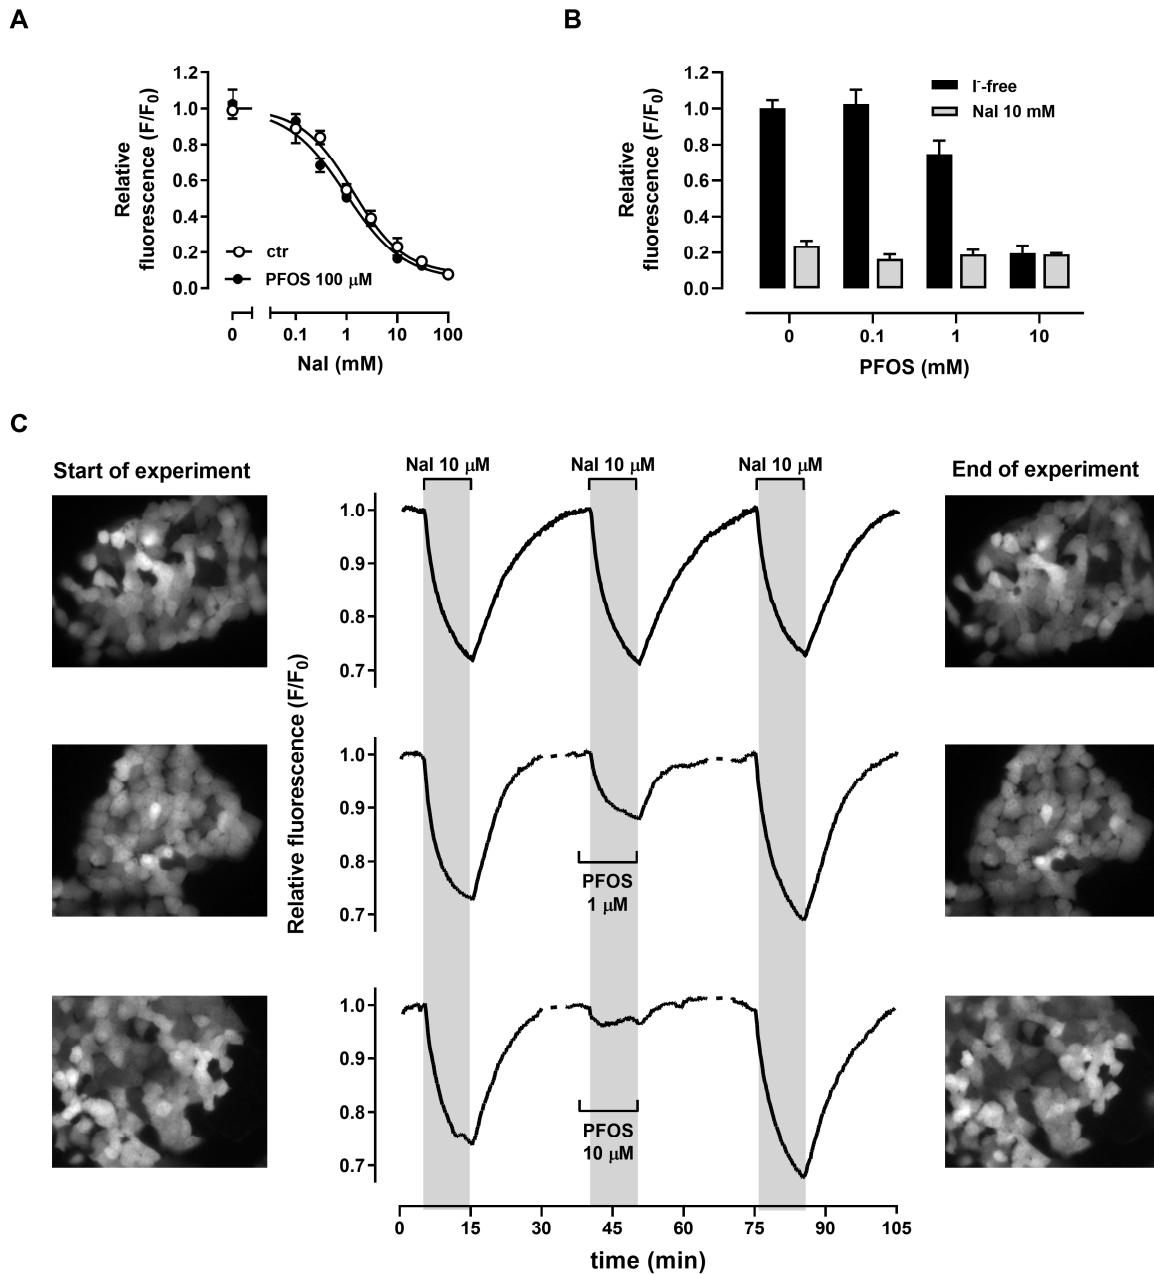 A
B
Relative
fluorescence (F/F0)
1.2
1.0
0.8
0.6
0.4
0.2
0.0
ctr
PFOS 100 µM
0
0.1
1
10
100
NaI (mM)
Relative
fluorescence (F/F0)
1.2
1.0
0.8
0.6
0.4
0.2
0.0
I⁻-free
NaI 10 mM
0
0.1
1
10
PFOS (mM)
C
Start of experiment
NaI 10 µM
NaI 10 µM
NaI 10 µM
End of experiment
Relative fluorescence (F/F0)
1.0
0.9
0.8
0.7
1.0
0.9
0.8
0.7
PFOS
1 µM
1.0
0.9
0.8
0.7
PFOS
10 µM
0
15
30
45
60
75
90
105
time (min)